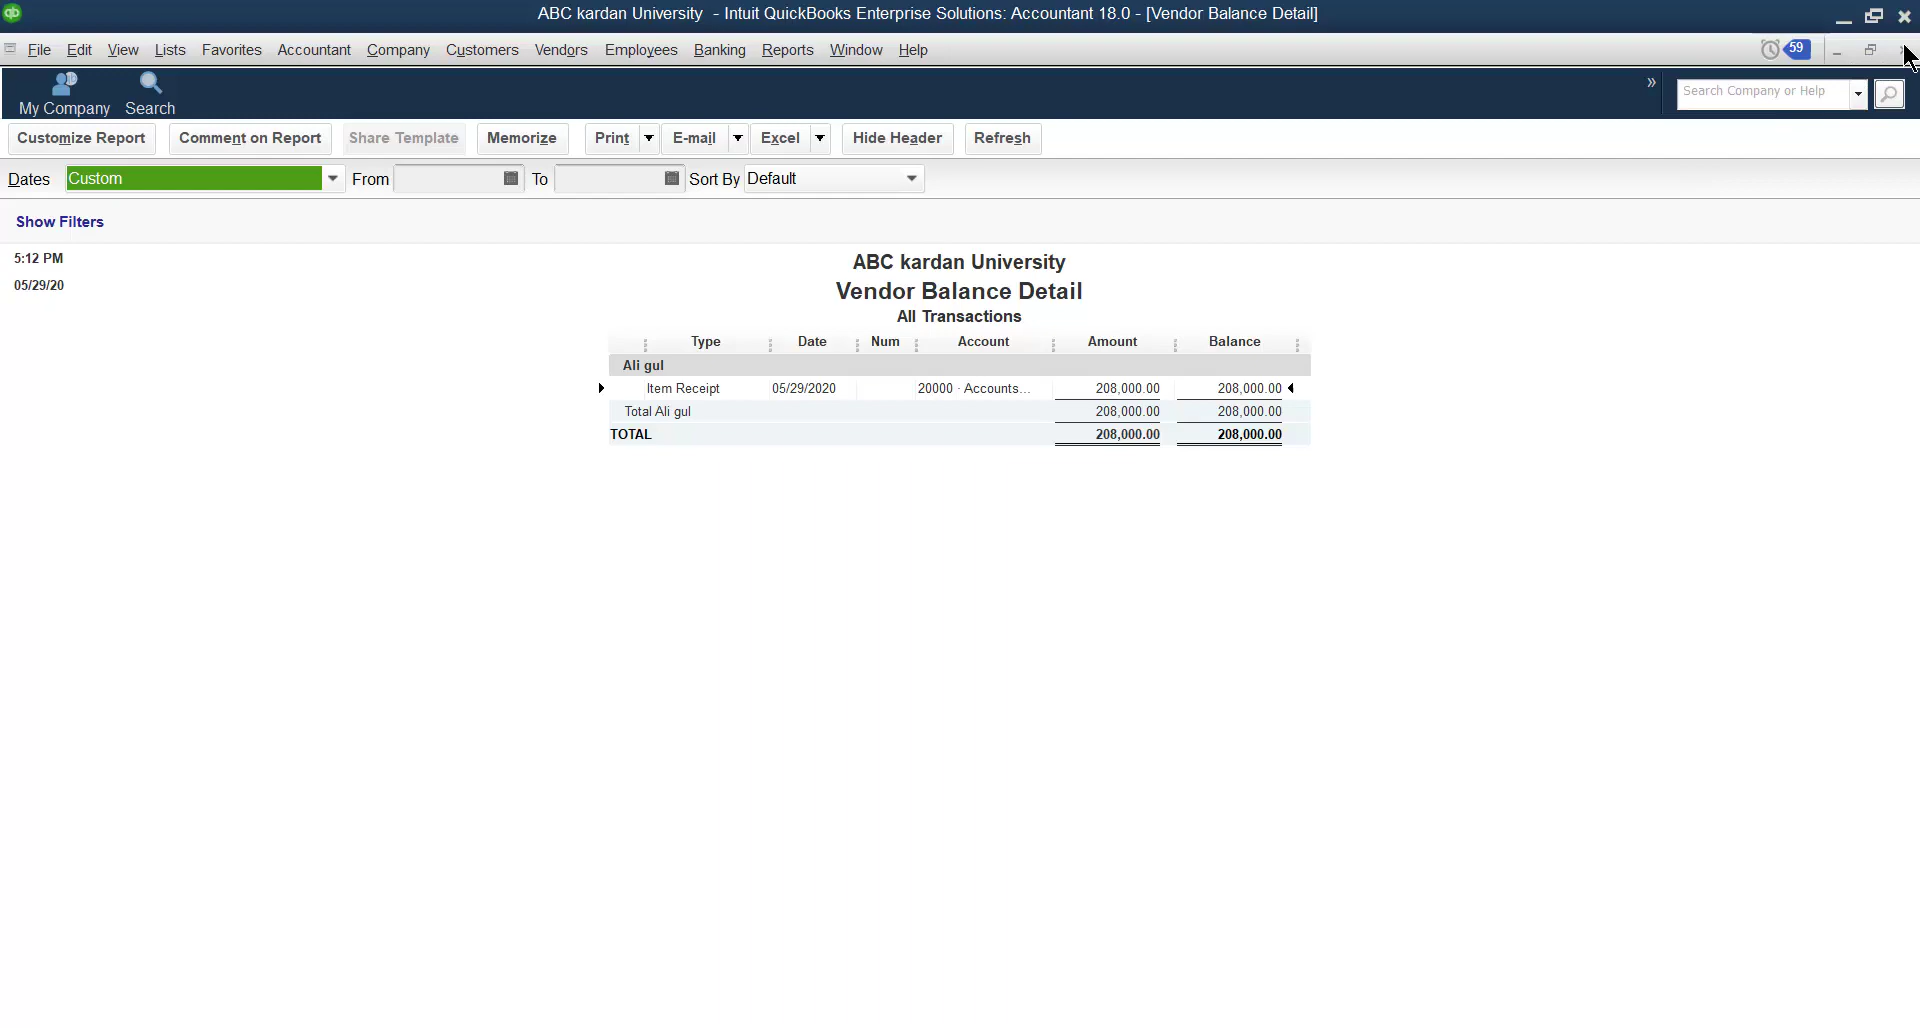 ABC kardan University - Intuit QuickBooks Enterprise Solutions: Accountant 18.0 - [Vendor Balance Detail]
File Edit View Lists Favorites Accountant Company Customers Vendors Employees Banking Reports Window Help 59
My Company Search Search Company or Help
Customize Report Comment on Report Share Template Memorize Print E-mail Excel Hide Header Refresh
Dates Custom From To Sort By Default
Show Filters
5:12 PM
05/29/20
ABC kardan University
Vendor Balance Detail
All Transactions
Type Date Num Account Amount Balance
Ali gul
Item Receipt 05/29/2020 20000 · Accounts... 208,000.00 208,000.00
Total Ali gul 208,000.00 208,000.00
TOTAL 208,000.00 208,000.00